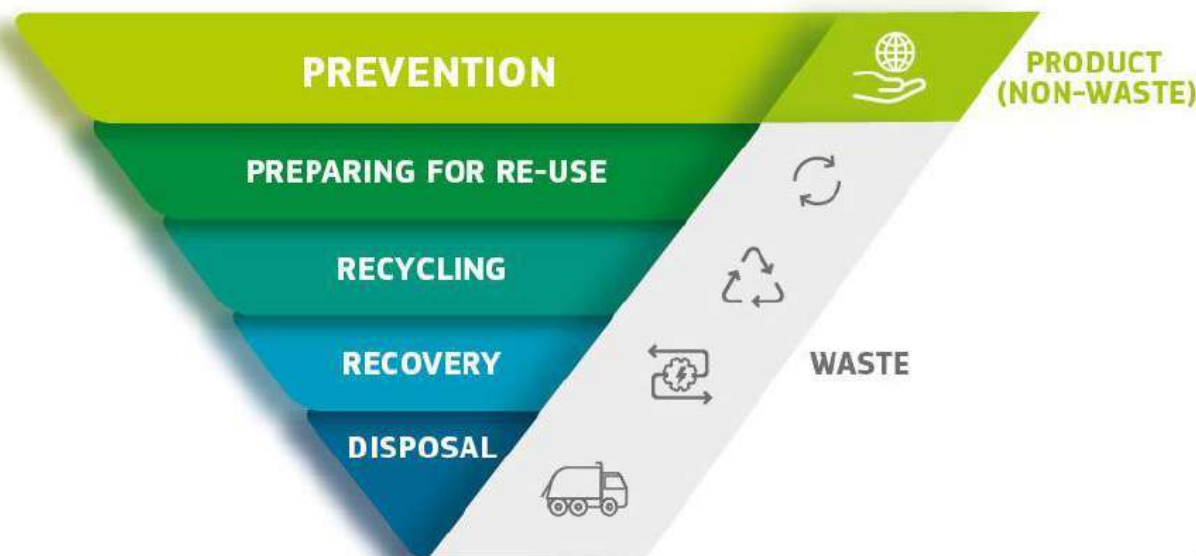 PREVENTION
PRODUCT
(NON-WASTE)
PREPARING FOR RE-USE
RECYCLING
RECOVERY
WASTE
DISPOSAL